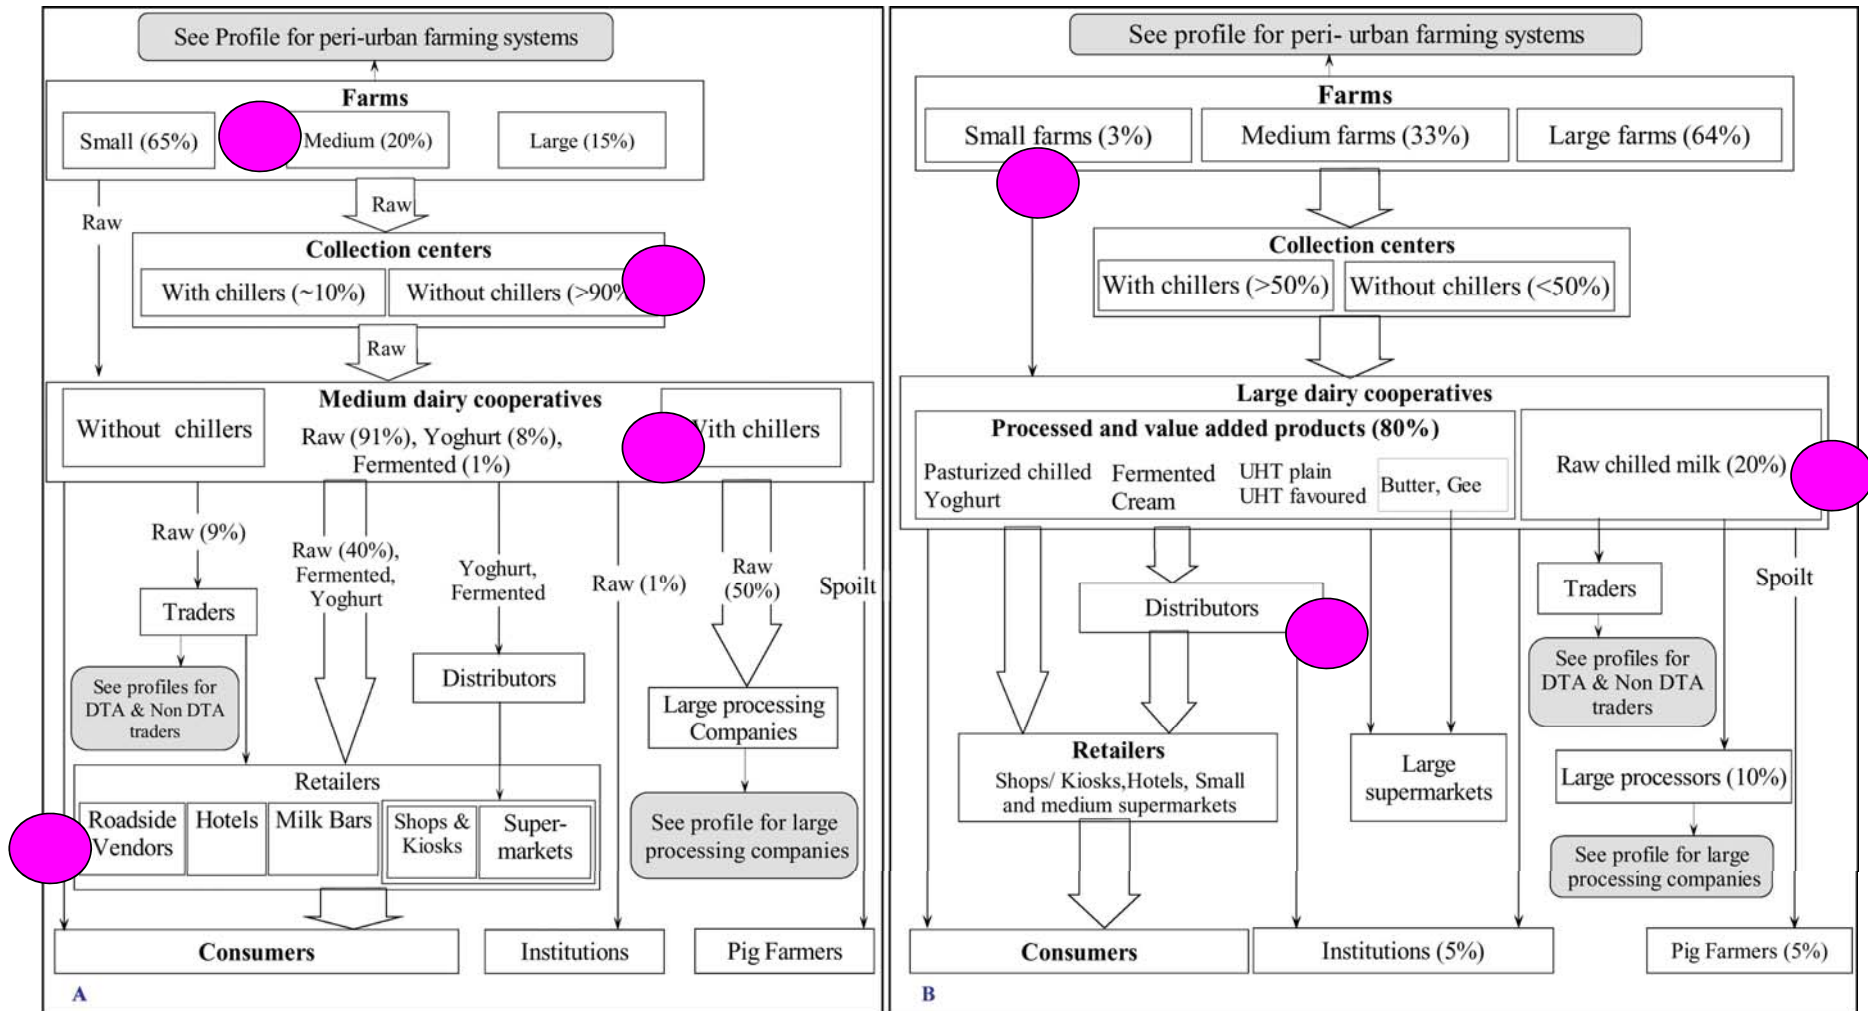 See Profile for peri-urban farming systems
Farms
Small (65%)
Medium (20%)
Large (15%)
Raw
Raw
Collection centers
With chillers (~10%)
Without chillers (>90%
Raw
Medium dairy cooperatives
Without chillers
Raw (91%), Yoghurt (8%),
Fermented (1%)
With chillers
Raw (9%)
Raw (40%),
Fermented,
Yoghurt
Yoghurt,
Fermented
Raw (1%)
Raw
(50%)
Spoilt
Traders
See profiles for
DTA & Non DTA
traders
Distributors
Large processing
Companies
See profile for large
processing companies
Retailers
Roadside
Vendors
Hotels
Milk Bars
Shops &
Kiosks
Super-
markets
Consumers
Institutions
Pig Farmers
A
See profile for peri- urban farming systems
Farms
Small farms (3%)
Medium farms (33%)
Large farms (64%)
Collection centers
With chillers (>50%)
Without chillers (<50%)
Large dairy cooperatives
Processed and value added products (80%)
Pasturized chilled
Yoghurt
Fermented
Cream
UHT plain
UHT favoured
Butter, Gee
Raw chilled milk (20%)
Distributors
Traders
Spoilt
See profiles for
DTA & Non DTA
traders
Retailers
Shops/ Kiosks,Hotels, Small
and medium supermarkets
Large
supermarkets
Large processors (10%)
See profile for large
processing companies
Consumers
Institutions (5%)
Pig Farmers (5%)
B